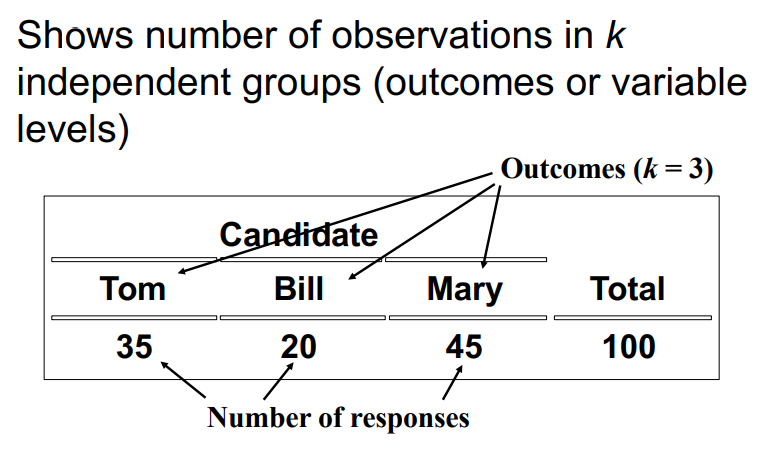 Shows number of observations in k
independent groups (outcomes or variable
levels)
Outcomes (k = 3)
Candidate
Tom Bill Mary Total
35 20 45 100
Number of responses